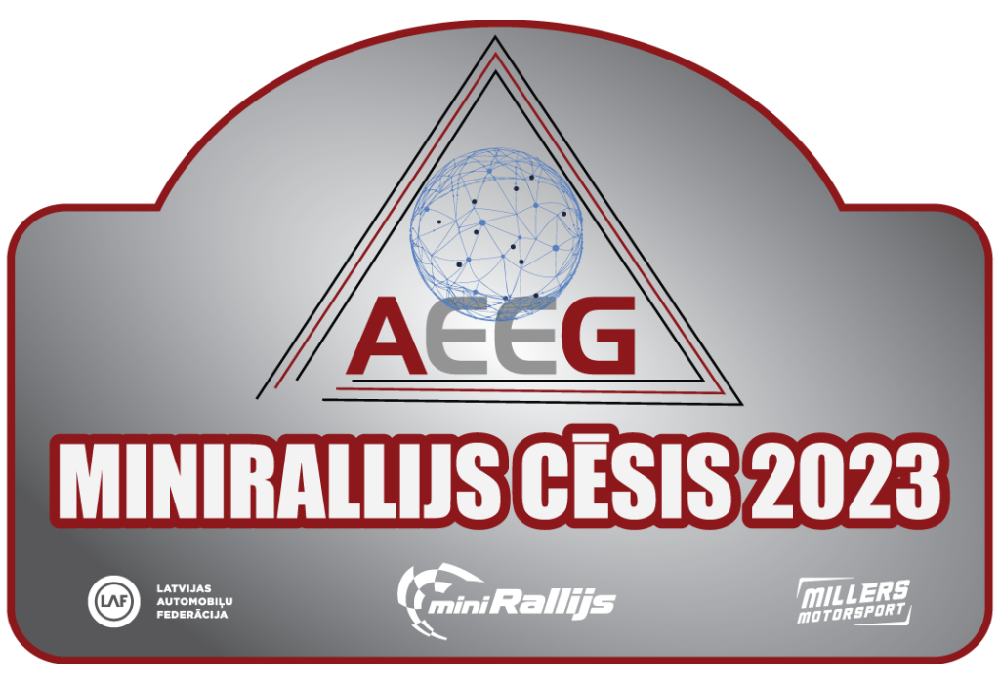 AEEG
MINIRALLIJS CĒSIS 2023
LAF
LATVIJAS
AUTOMOBIĻU
FEDERĀCIJA
miniRallijs
MILLERS
MOTORSPORT